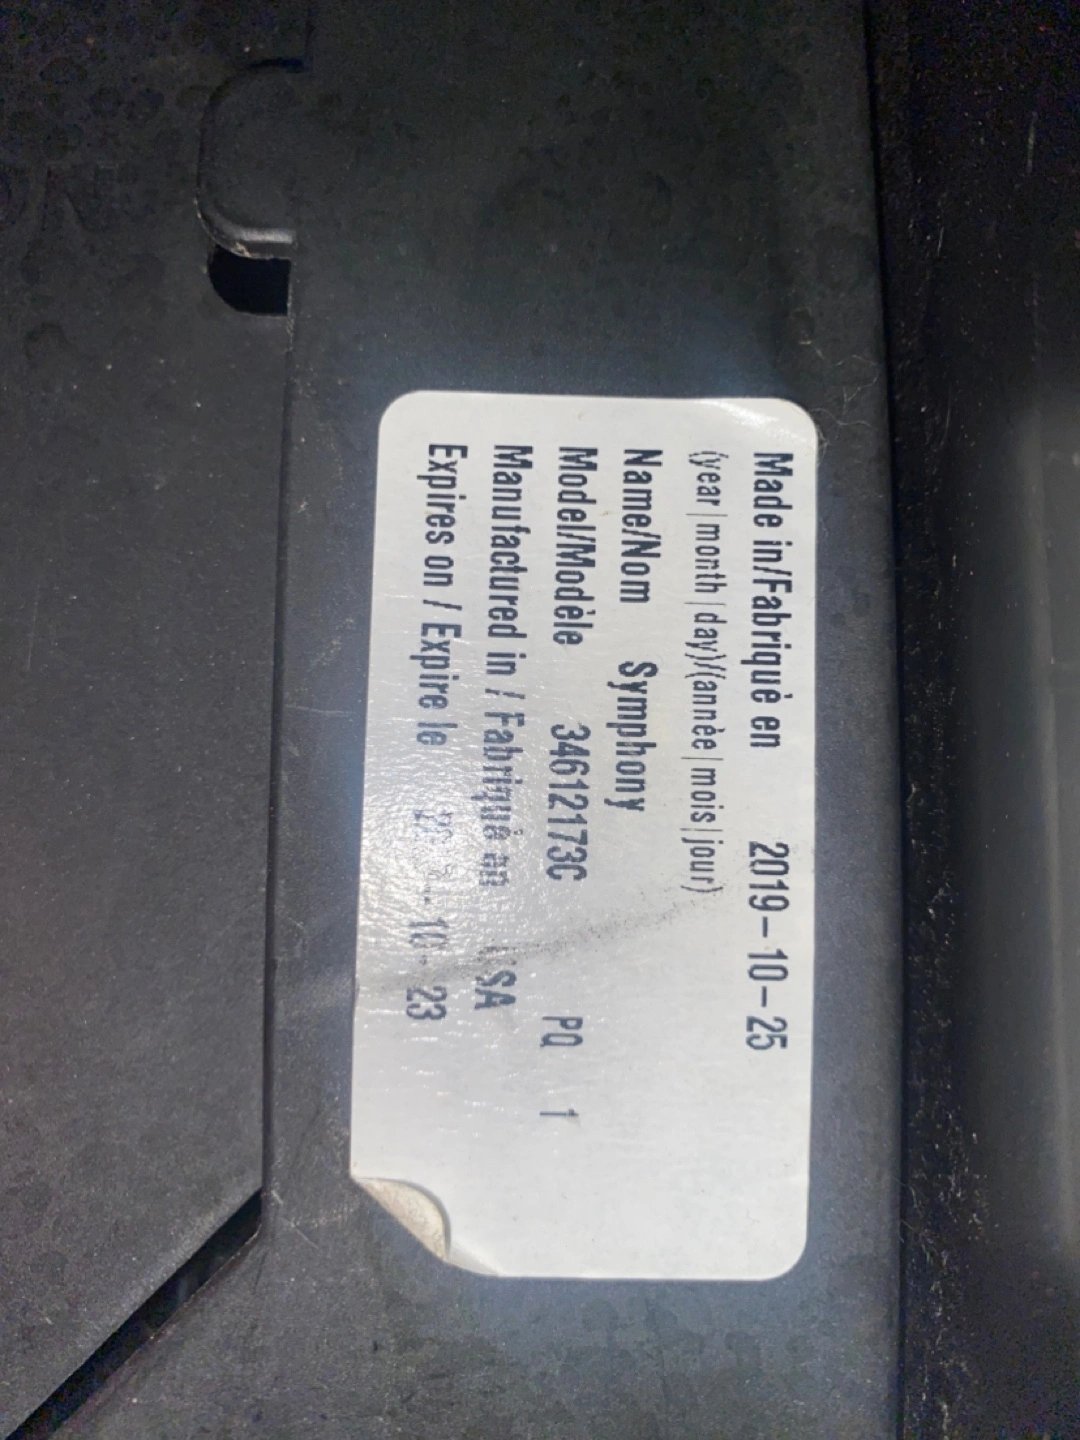 Made in/Fabriquè en 2019-10-25
(year|month|day)/(annèe|mois|jour)
Name/Nom Symphony
Model/Modèle 34612173C PQ 1
Manufactured in / Fabriquè en USA
Expires on / Expire le 10-23